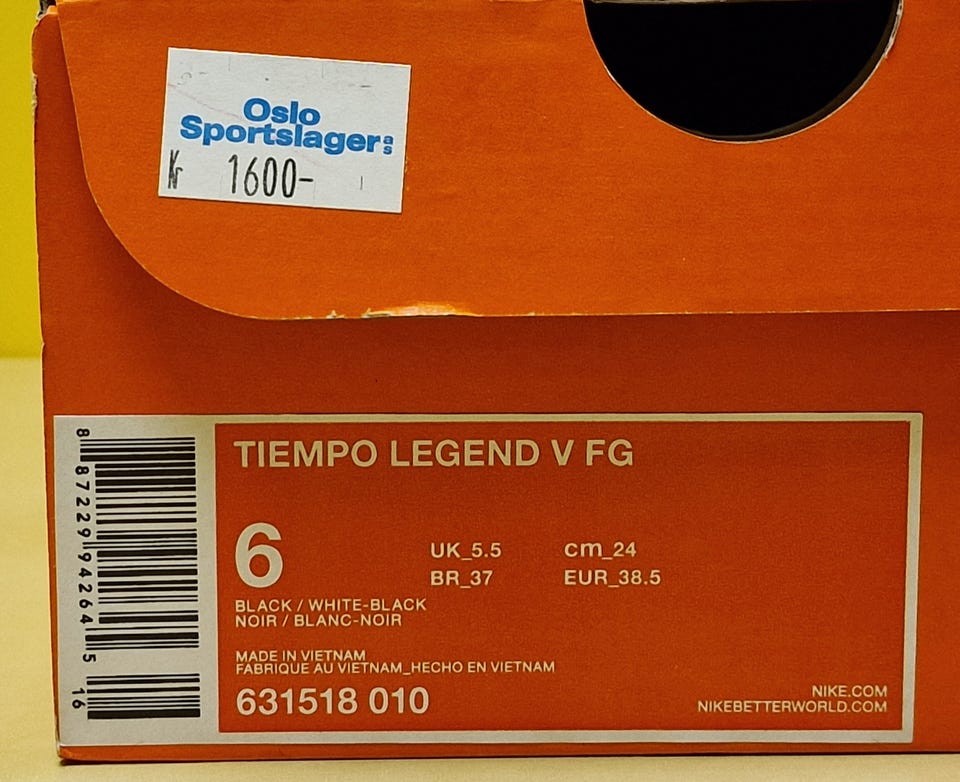 Oslo
Sportslager as
Kr 1600-
TIEMPO LEGEND V FG
6
UK_5.5 cm_24
BR_37 EUR_38.5
BLACK / WHITE-BLACK
NOIR / BLANC-NOIR
MADE IN VIETNAM
FABRIQUE AU VIETNAM_HECHO EN VIETNAM
631518 010
NIKE.COM
NIKEBETTERWORLD.COM
8 87229 94264 5 16